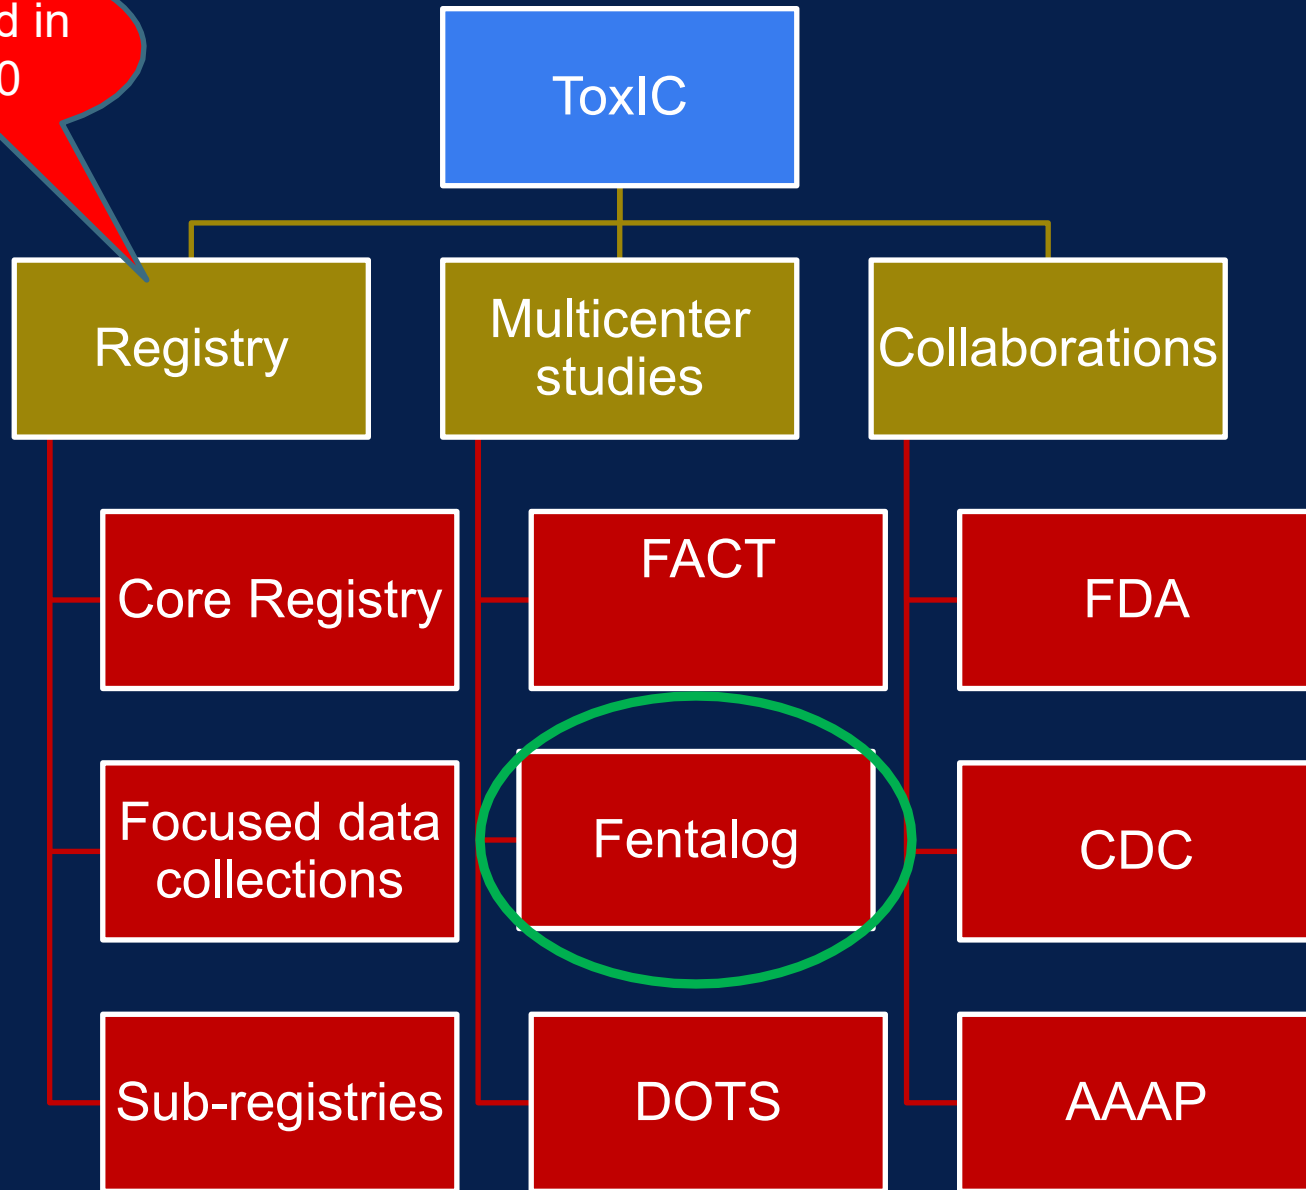 in
ToxIC
Registry
Multicenter
studies
Collaborations
Core Registry
FACT
FDA
Focused data
collections
Fentalog
CDC
Sub-registries
DOTS
AAAP